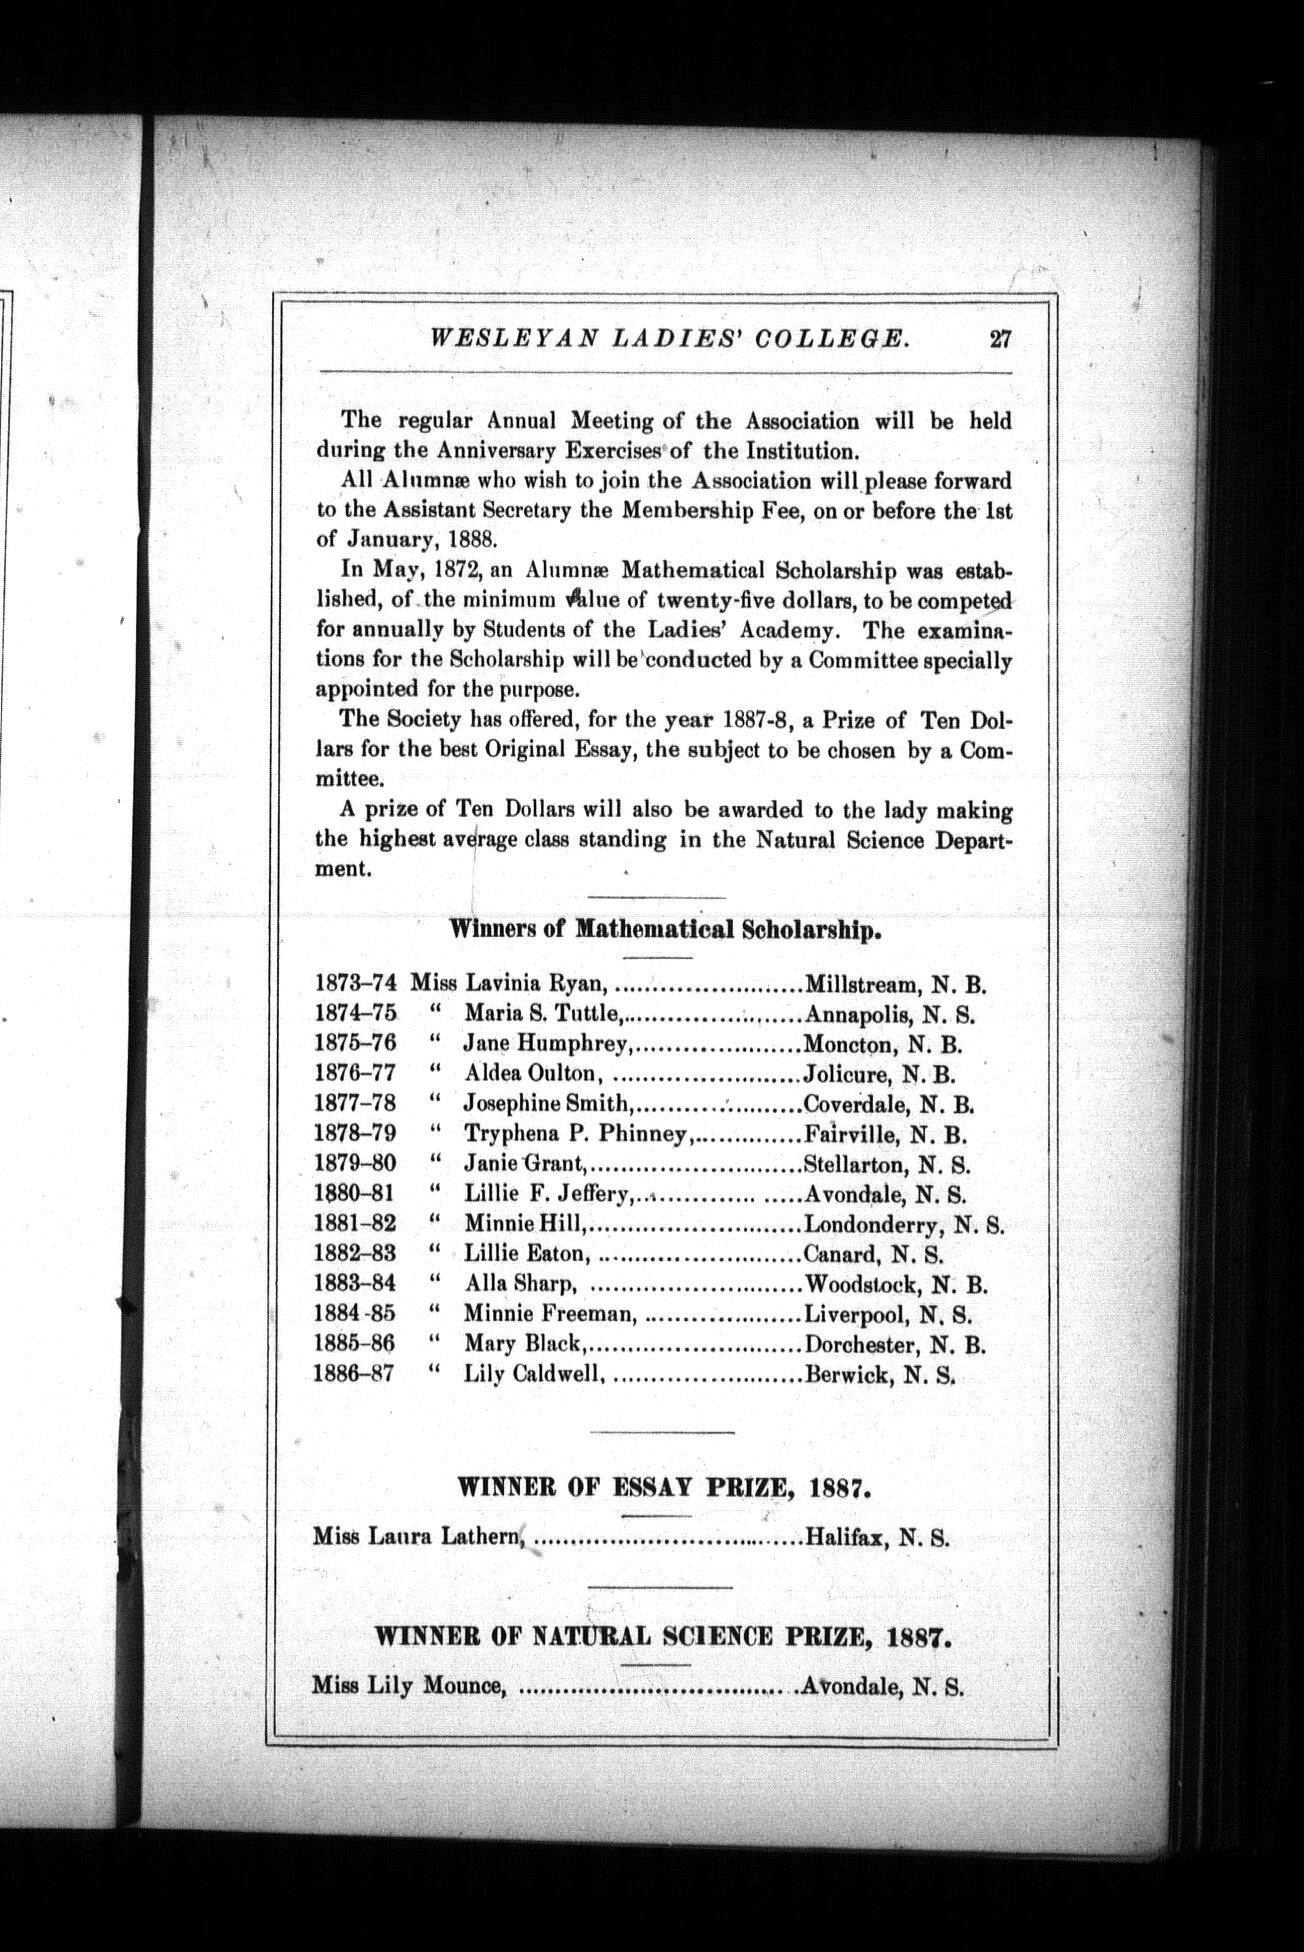 WESLEYAN LADIES' COLLEGE. 27
The regular Annual Meeting of the Association will be held
during the Anniversary Exercises of the Institution.
All Alumnæ who wish to join the Association will please forward
to the Assistant Secretary the Membership Fee, on or before the 1st
of January, 1888.
In May, 1872, an Alumnæ Mathematical Scholarship was estab-
lished, of the minimum value of twenty-five dollars, to be competed
for annually by Students of the Ladies' Academy. The examina-
tions for the Scholarship will be conducted by a Committee specially
appointed for the purpose.
The Society has offered, for the year 1887-8, a Prize of Ten Dol-
lars for the best Original Essay, the subject to be chosen by a Com-
mittee.
A prize of Ten Dollars will also be awarded to the lady making
the highest average class standing in the Natural Science Depart-
ment.
Winners of Mathematical Scholarship.
1873–74 Miss Lavinia Ryan, ........................Millstream, N. B.
1874–75 " Maria S. Tuttle,........................Annapolis, N. S.
1875–76 " Jane Humphrey,......................Moncton, N. B.
1876–77 " Aldea Oulton, ........................Jolicure, N. B.
1877–78 " Josephine Smith,......................Coverdale, N. B.
1878–79 " Tryphena P. Phinney,..............Fairville, N. B.
1879–80 " Janie Grant,............................Stellarton, N. S.
1880–81 " Lillie F. Jeffery,................ .....Avondale, N. S.
1881–82 " Minnie Hill,............................Londonderry, N. S.
1882–83 " Lillie Eaton, ...........................Canard, N. S.
1883–84 " Alla Sharp, ............................Woodstock, N. B.
1884-85 " Minnie Freeman, .....................Liverpool, N. S.
1885–86 " Mary Black,............................Dorchester, N. B.
1886–87 " Lily Caldwell, .........................Berwick, N. S.
WINNER OF ESSAY PRIZE, 1887.
Miss Laura Lathern, ....................................Halifax, N. S.
WINNER OF NATURAL SCIENCE PRIZE, 1887.
Miss Lily Mounce, ......................................Avondale, N. S.